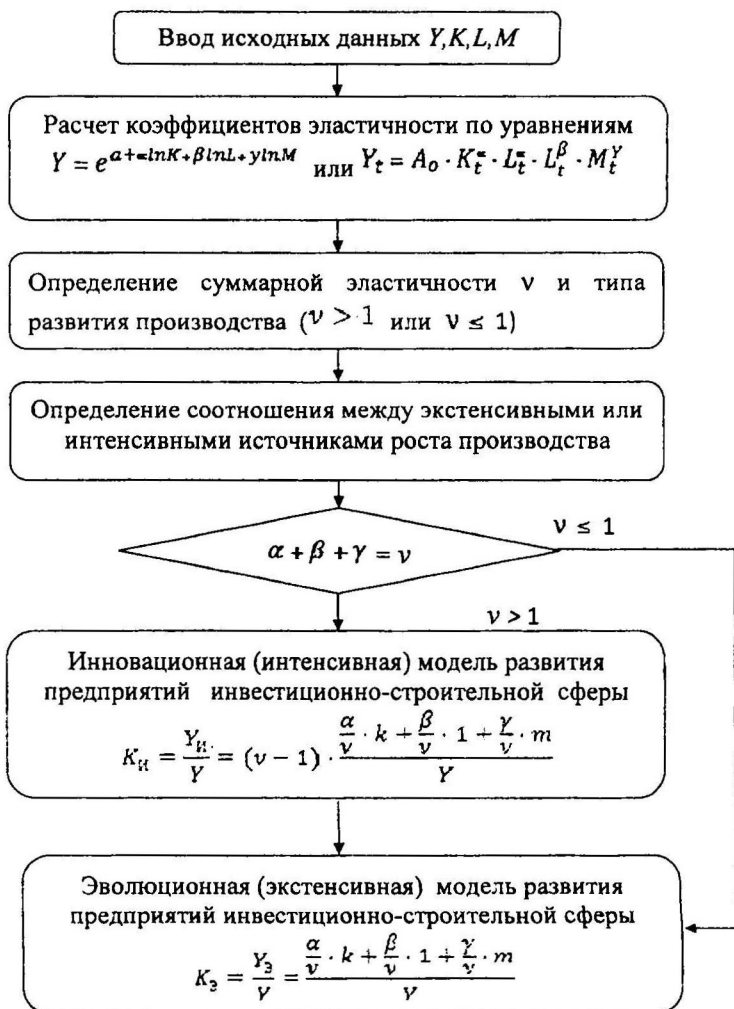 Ввод исходных данных Y,K,L,M
Расчет коэффициентов эластичности по уравнениям
Y = e^{a+∝lnK+βlnL+γlnM} или Y_t = A_o · K_t^∝ · L_t^∝ · L_t^β · M_t^γ
Определение суммарной эластичности ν и типа
развития производства (ν > 1 или ν ≤ 1)
Определение соотношения между экстенсивными или
интенсивными источниками роста производства
ν ≤ 1
α + β + γ = ν
ν > 1
Инновационная (интенсивная) модель развития
предприятий инвестиционно-строительной сферы
K_и = Y_и/Y = (ν − 1) · (α/ν · k + β/ν · 1 + γ/ν · m)/Y
Эволюционная (экстенсивная) модель развития
предприятий инвестиционно-строительной сферы
K_э = Y_э/Y = (α/ν · k + β/ν · 1 + γ/ν · m)/Y